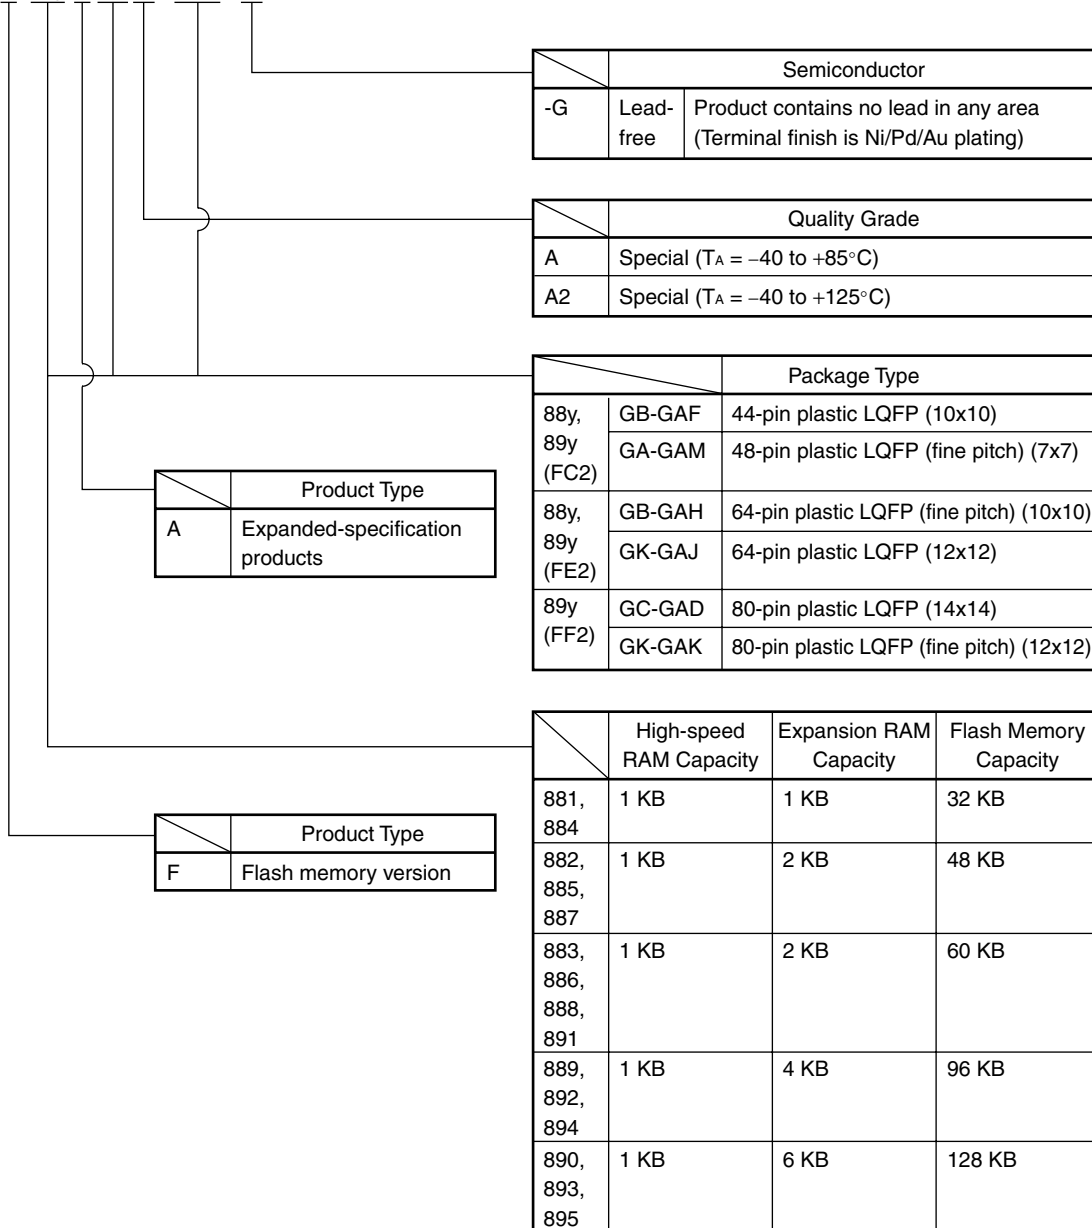 Semiconductor
-G Lead- Product contains no lead in any area
free (Terminal finish is Ni/Pd/Au plating)
Quality Grade
A Special (TA = −40 to +85°C)
A2 Special (TA = −40 to +125°C)
Package Type
88y, GB-GAF 44-pin plastic LQFP (10x10)
89y GA-GAM 48-pin plastic LQFP (fine pitch) (7x7)
(FC2)
88y, GB-GAH 64-pin plastic LQFP (fine pitch) (10x10)
89y GK-GAJ 64-pin plastic LQFP (12x12)
(FE2)
89y GC-GAD 80-pin plastic LQFP (14x14)
(FF2) GK-GAK 80-pin plastic LQFP (fine pitch) (12x12)
Product Type
A Expanded-specification
products
High-speed Expansion RAM Flash Memory
RAM Capacity Capacity Capacity
881, 1 KB 1 KB 32 KB
884
882, 1 KB 2 KB 48 KB
885,
887
883, 1 KB 2 KB 60 KB
886,
888,
891
889, 1 KB 4 KB 96 KB
892,
894
890, 1 KB 6 KB 128 KB
893,
895
Product Type
F Flash memory version